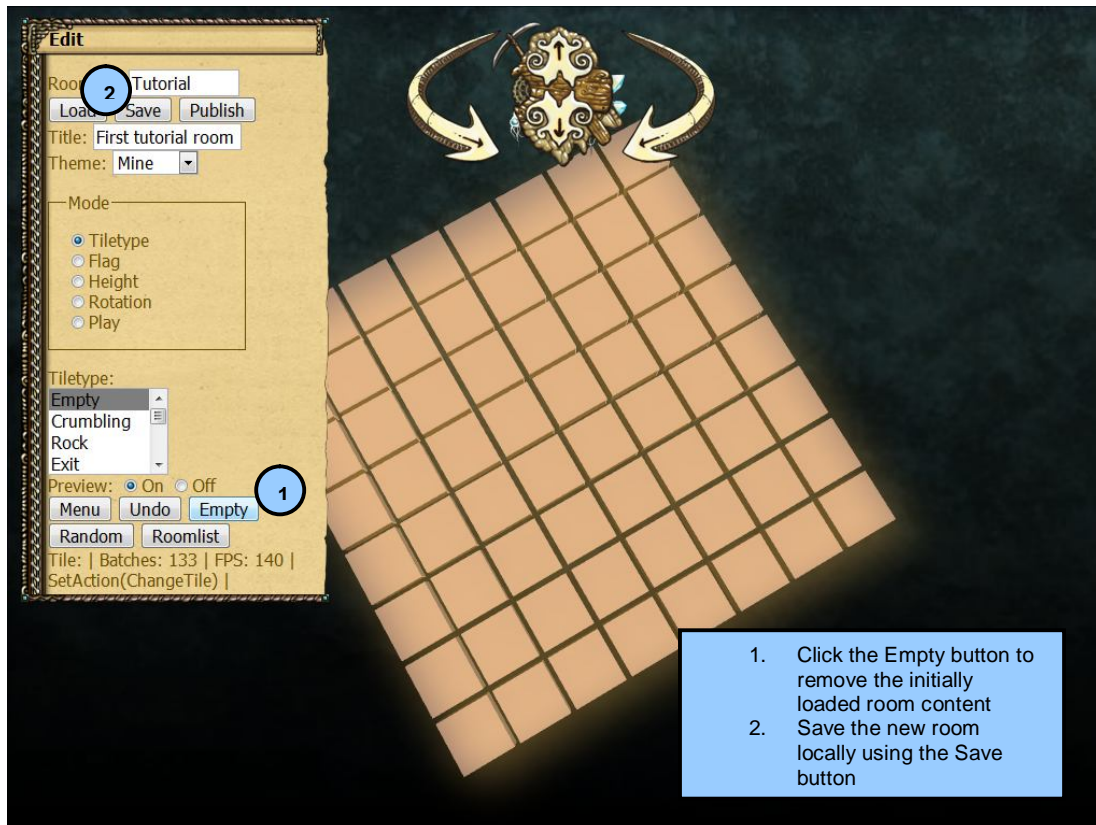 Edit
Tutorial
2
Load Save Publish
Title: First tutorial room
Theme: Mine
Mode
Tiletype
Flag
Height
Rotation
Play
Tiletype:
Empty
Crumbling
Rock
Exit
Preview: On Off
1
Menu Undo Empty
Random Roomlist
Tile: | Batches: 133 | FPS: 140 |
SetAction(ChangeTile) |
1. Click the Empty button to
remove the initially
loaded room content
2. Save the new room
locally using the Save
button